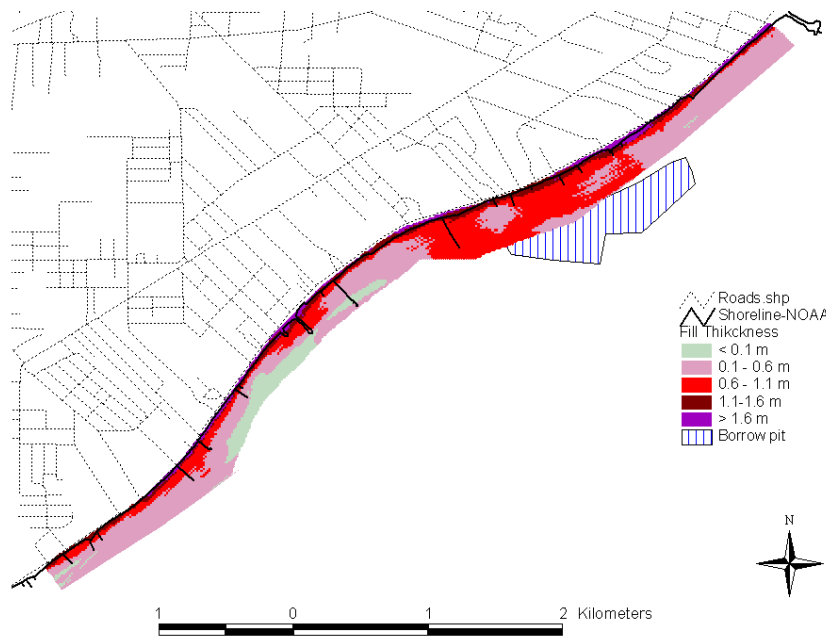 Roads.shp
Shoreline-NOAA
Fill Thikckness
< 0.1 m
0.1 - 0.6 m
0.6 - 1.1 m
1.1-1.6 m
> 1.6 m
Borrow pit
N
1 0 1 2 Kilometers